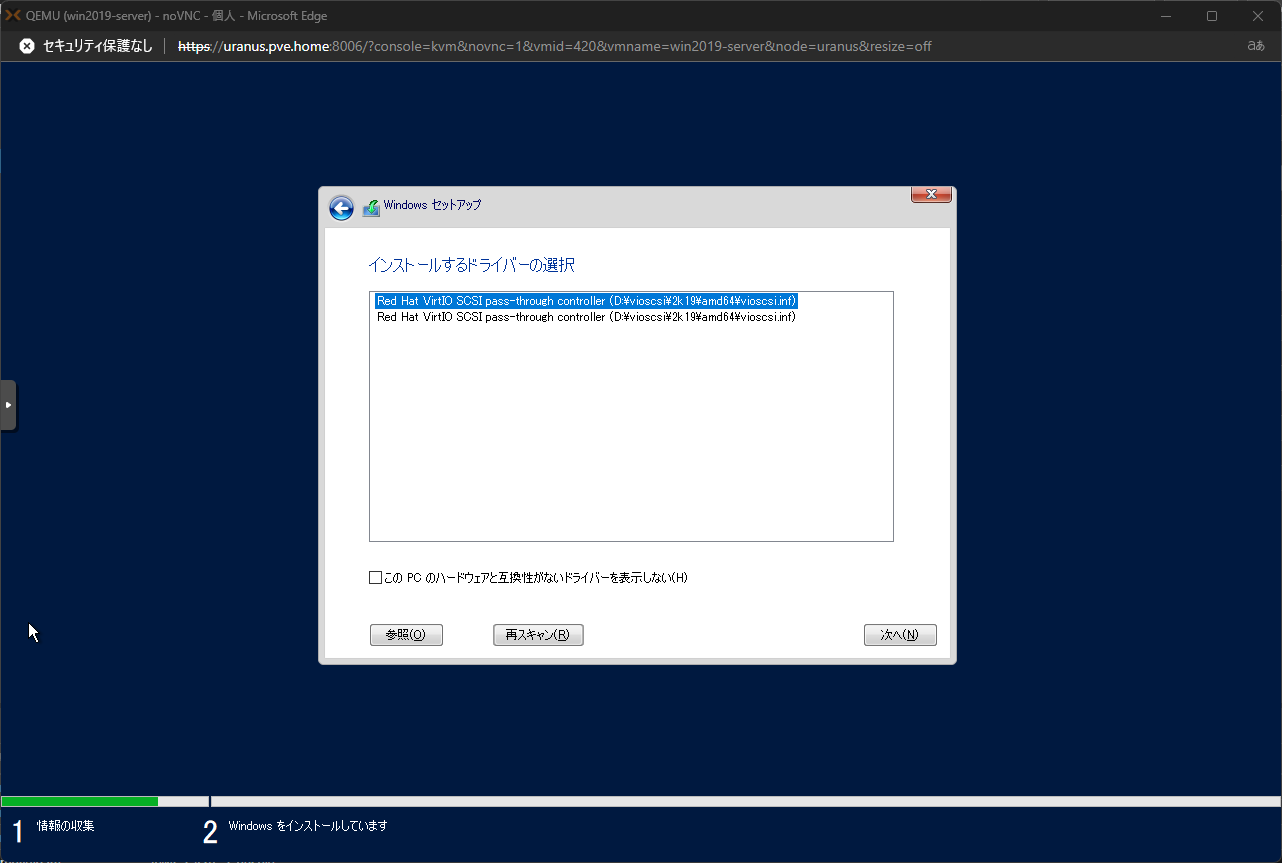 QEMU (win2019-server) - noVNC - 個人 - Microsoft Edge
セキュリティ保護なし https://uranus.pve.home:8006/?console=kvm&novnc=1&vmid=420&vmname=win2019-server&node=uranus&resize=off aあ
Windows セットアップ
インストールするドライバーの選択
Red Hat VirtIO SCSI pass-through controller (D:¥vioscsi¥2k19¥amd64¥vioscsi.inf)
Red Hat VirtIO SCSI pass-through controller (D:¥vioscsi¥2k19¥amd64¥vioscsi.inf)
この PC のハードウェアと互換性がないドライバーを表示しない(H)
参照(O) 再スキャン(R) 次へ(N)
1 情報の収集 2 Windows をインストールしています